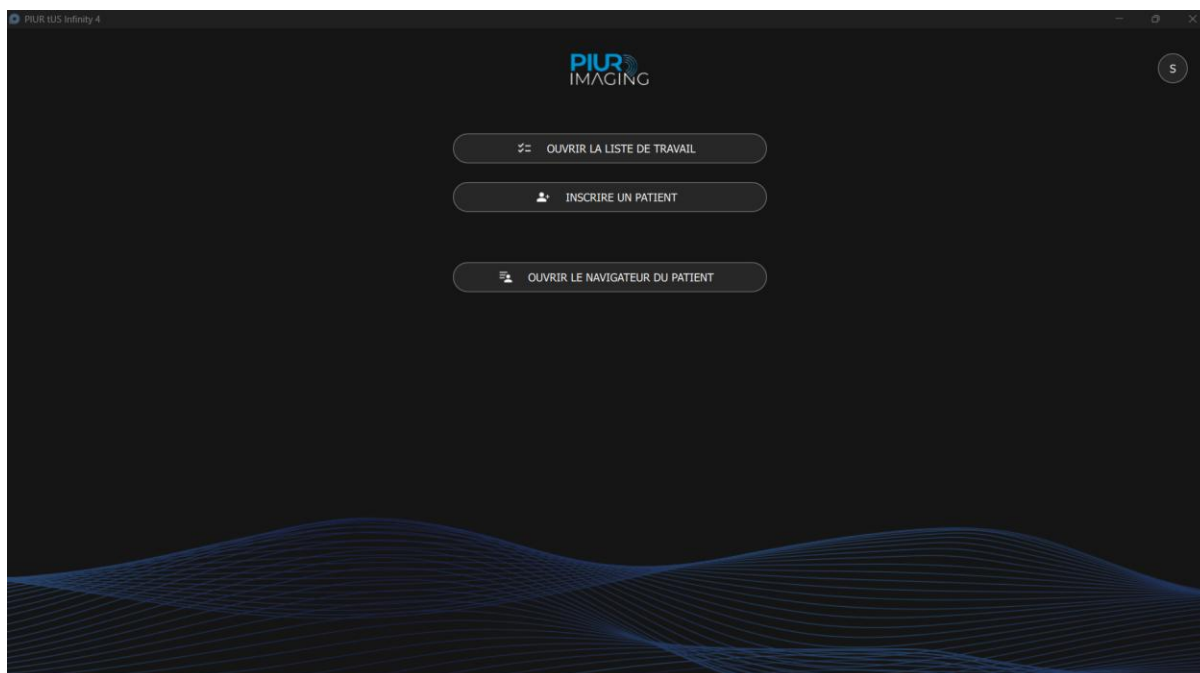 PIUR tUS Infinity 4
PIUR
IMAGING
S
OUVRIR LA LISTE DE TRAVAIL
INSCRIRE UN PATIENT
OUVRIR LE NAVIGATEUR DU PATIENT